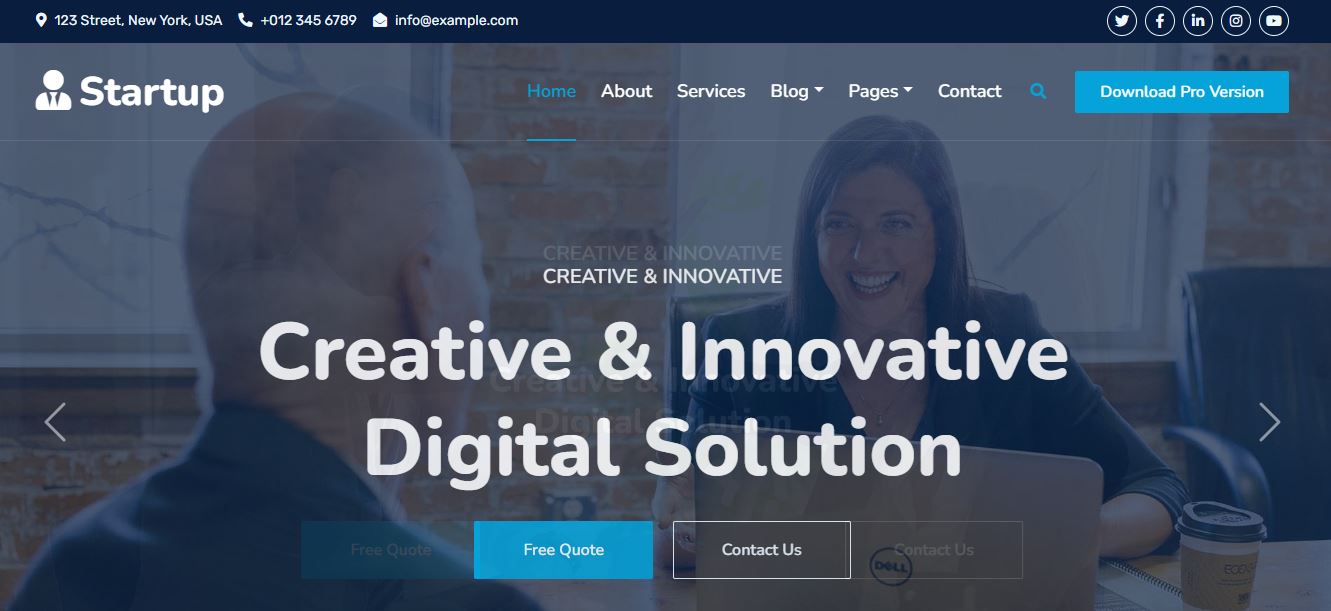 123 Street, New York, USA +012 345 6789 info@example.com
Startup
Home About Services Blog Pages Contact Download Pro Version
CREATIVE & INNOVATIVE
CREATIVE & INNOVATIVE
Creative & Innovative
Digital Solution
Creative & Innovative
Digital Solution
Free Quote Free Quote Contact Us Contact Us
DELL